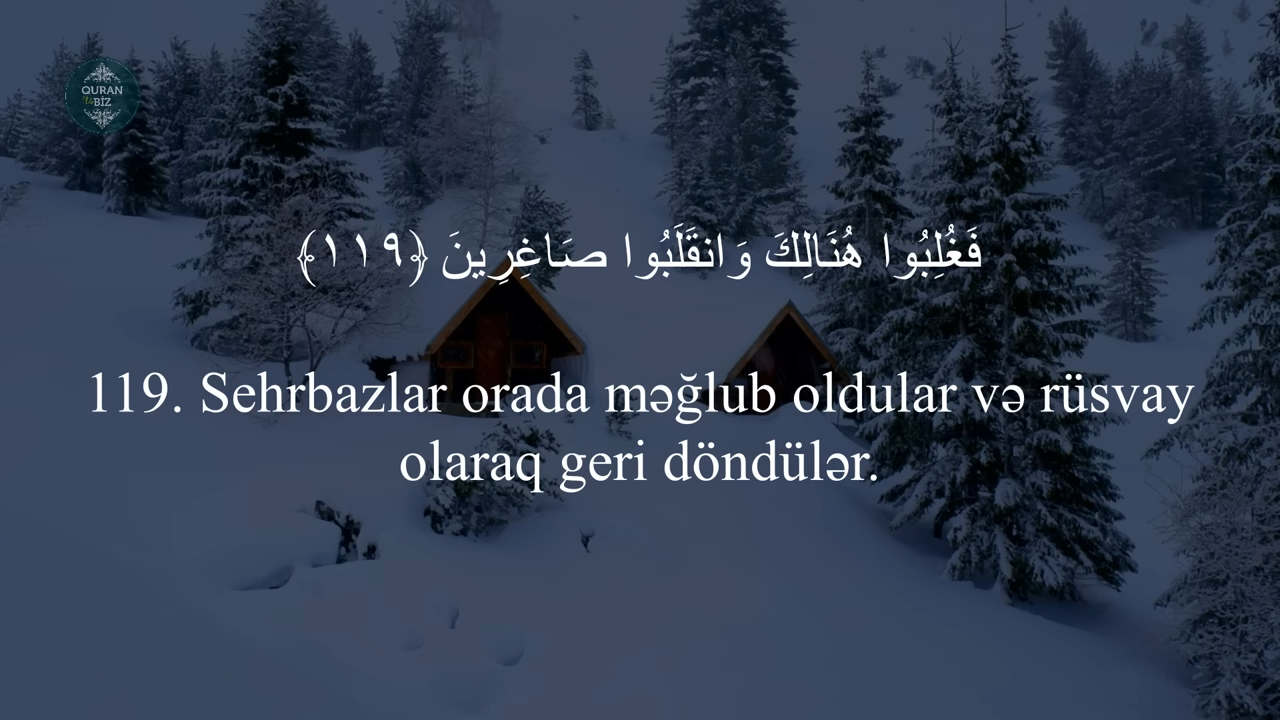 QURAN
Və
BİZ
فَغُلِبُوا هُنَالِكَ وَانقَلَبُوا صَاغِرِينَ ﴿١١٩﴾
119. Sehrbazlar orada məğlub oldular və rüsvay
olaraq geri döndülər.